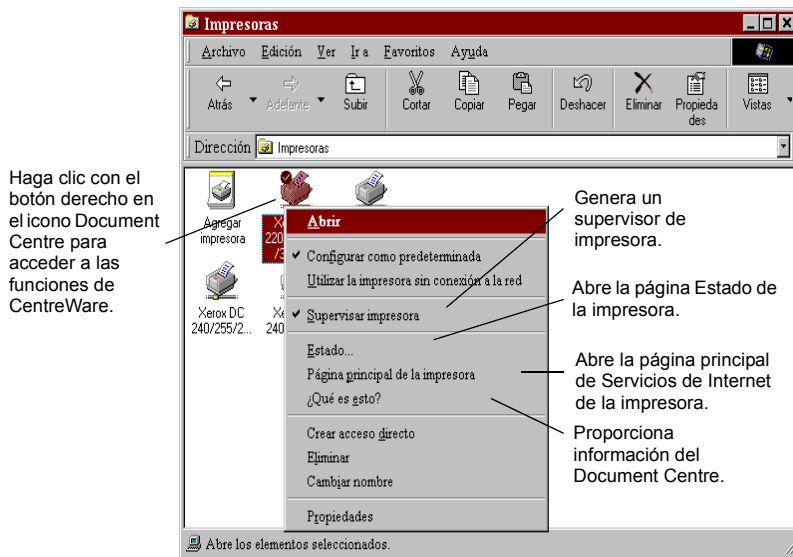 Impresoras
Archivo Edición Ver Ir a Favoritos Ayuda
Atrás Adelante Subir Cortar Copiar Pegar Deshacer Eliminar Propieda
des Vistas
Dirección Impresoras
Haga clic con el
botón derecho en
el icono Document
Centre para
acceder a las
funciones de
CentreWare.
Agregar
impresora
220
Xerox DC
240/255/2...
240
Abrir
Configurar como predeterminada
Utilizar la impresora sin conexión a la red
Supervisar impresora
Estado...
Página principal de la impresora
¿Qué es esto?
Crear acceso directo
Eliminar
Cambiar nombre
Propiedades
Genera un
supervisor de
impresora.
Abre la página Estado de
la impresora.
Abre la página principal
de Servicios de Internet
de la impresora.
Proporciona
información del
Document Centre.
Abre los elementos seleccionados.